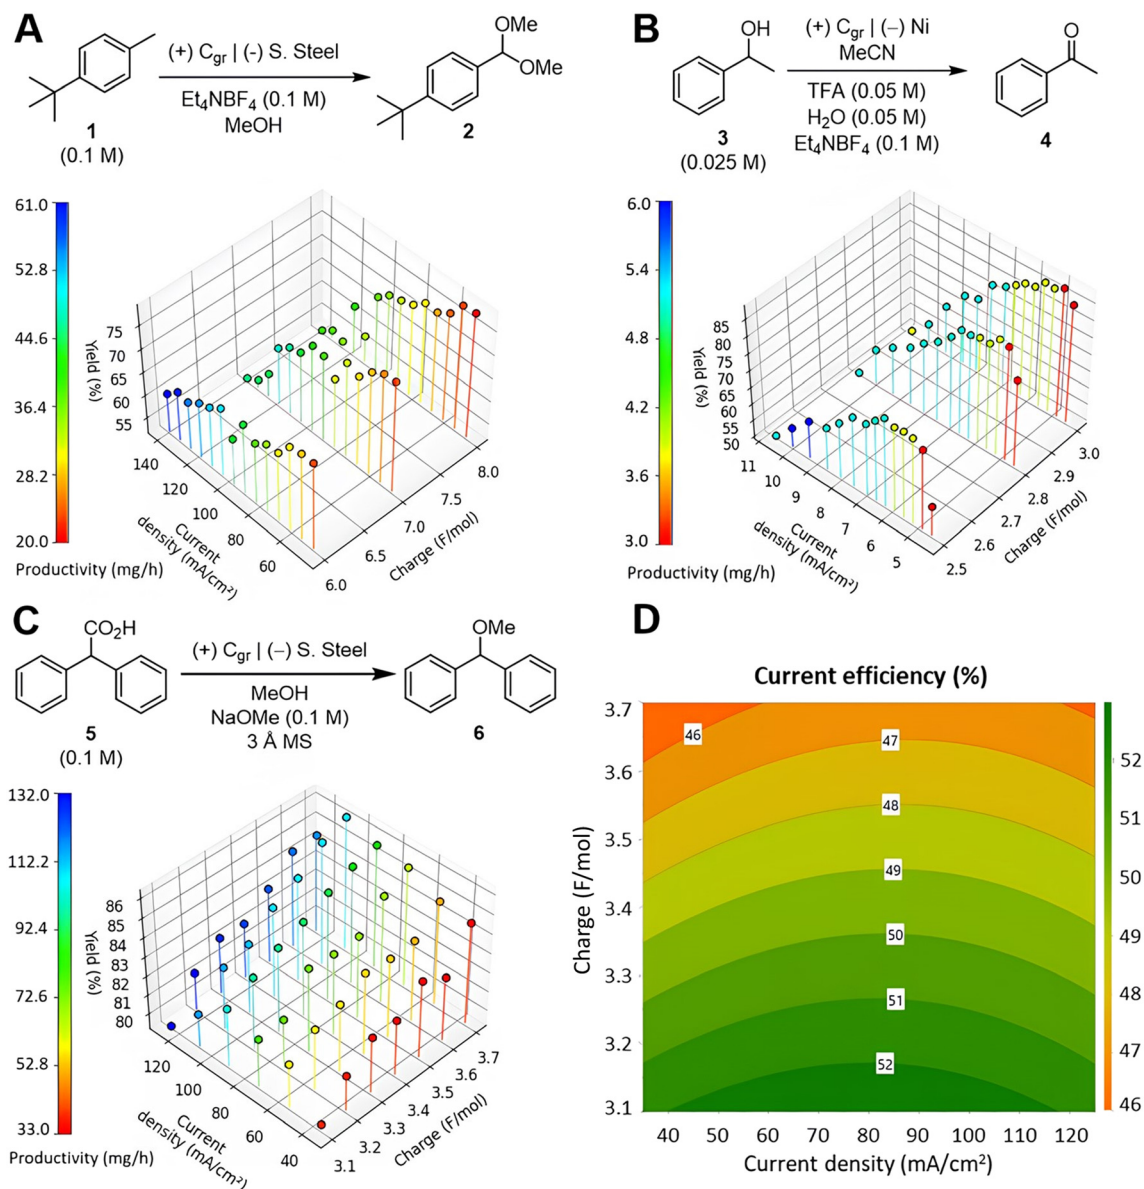 A
(+) Cgr | (-) S. Steel
Et4NBF4 (0.1 M)
MeOH
OMe
OMe
1
(0.1 M)
2
61.0
52.8
44.6
36.4
28.2
20.0
Productivity (mg/h)
Yield (%)
75
70
65
60
55
140
120
100
80
60
Current
density (mA/cm²)
6.0
6.5
7.0
7.5
8.0
Charge (F/mol)
B
OH
(+) Cgr | (−) Ni
MeCN
TFA (0.05 M)
H2O (0.05 M)
Et4NBF4 (0.1 M)
O
3
(0.025 M)
4
6.0
5.4
4.8
4.2
3.6
3.0
Productivity (mg/h)
Yield (%)
85
80
75
70
65
60
55
50
11
10
9
8
7
6
5
Current
density (mA/cm²)
2.5
2.6
2.7
2.8
2.9
3.0
Charge (F/mol)
C
CO2H
(+) Cgr | (−) S. Steel
MeOH
NaOMe (0.1 M)
3 Å MS
OMe
5
(0.1 M)
6
132.0
112.2
92.4
72.6
52.8
33.0
Productivity (mg/h)
Yield (%)
86
85
84
83
82
81
80
120
100
80
60
40
Current
density (mA/cm²)
3.1
3.2
3.3
3.4
3.5
3.6
3.7
Charge (F/mol)
D
Current efficiency (%)
Charge (F/mol)
3.7
3.6
3.5
3.4
3.3
3.2
3.1
46
47
48
49
50
51
52
40 50 60 70 80 90 100 110 120
Current density (mA/cm²)
52
51
50
49
48
47
46